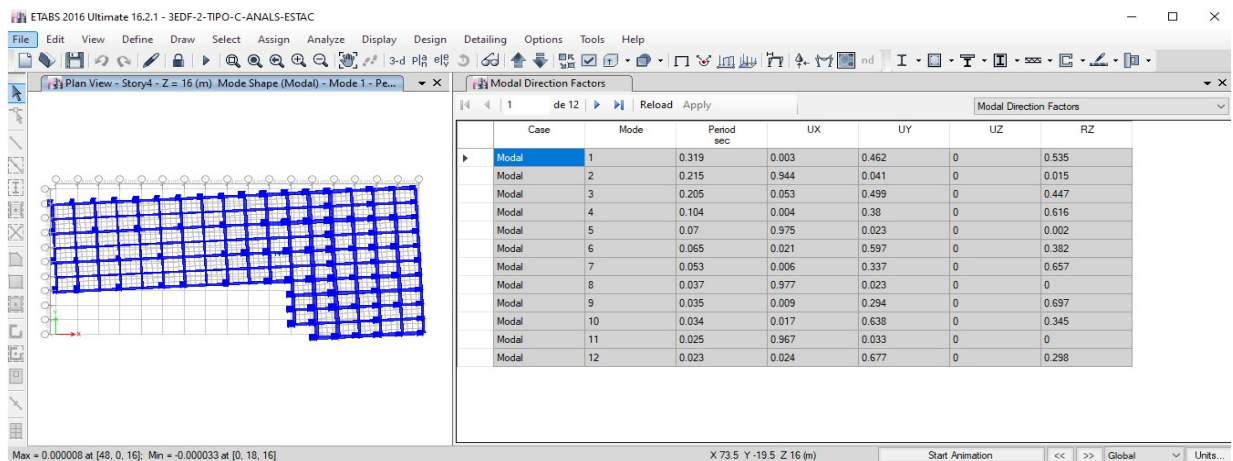 ETABS 2016 Ultimate 16.2.1 - 3EDF-2-TIPO-C-ANALS-ESTAC
File Edit View Define Draw Select Assign Analyze Display Design Detailing Options Tools Help
3-d nd
Plan View - Story4 - Z = 16 (m) Mode Shape (Modal) - Mode 1 - Pe...
Modal Direction Factors
1 de 12 Reload Apply Modal Direction Factors
Case Mode Period sec UX UY UZ RZ
Modal 1 0.319 0.003 0.462 0 0.535
Modal 2 0.215 0.944 0.041 0 0.015
Modal 3 0.205 0.053 0.499 0 0.447
Modal 4 0.104 0.004 0.38 0 0.616
Modal 5 0.07 0.975 0.023 0 0.002
Modal 6 0.065 0.021 0.597 0 0.382
Modal 7 0.053 0.006 0.337 0 0.657
Modal 8 0.037 0.977 0.023 0 0
Modal 9 0.035 0.009 0.294 0 0.697
Modal 10 0.034 0.017 0.638 0 0.345
Modal 11 0.025 0.967 0.033 0 0
Modal 12 0.023 0.024 0.677 0 0.298
Y
X
Max = 0.000008 at [48, 0, 16]; Min = -0.000033 at [0, 18, 16] X 73.5 Y -19.5 Z 16 (m) Start Animation << >> Global Units...